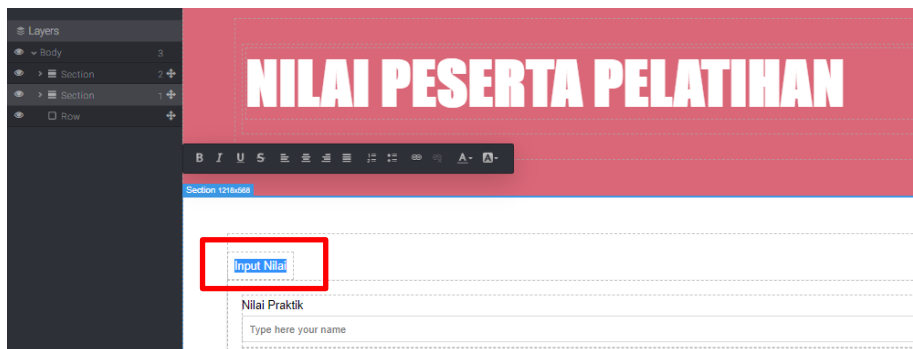 Layers
Body 3
Section 2
Section 1
Row
NILAI PESERTA PELATIHAN
B I U S A A
Section 1218x568
Input Nilai
Nilai Praktik
Type here your name